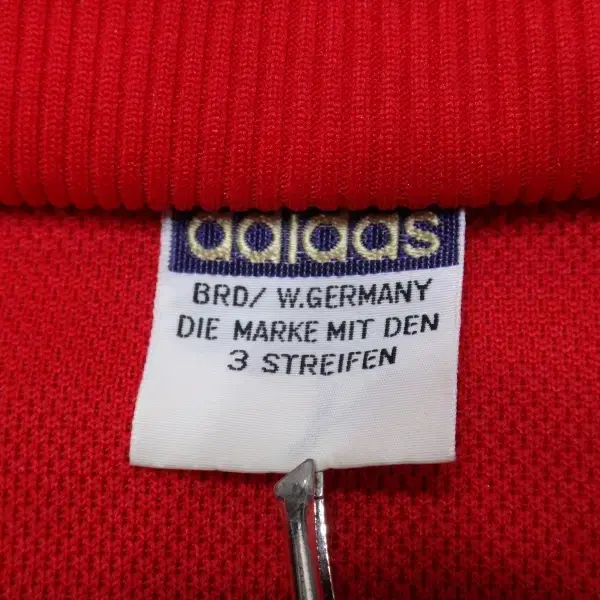 adidas
BRD/ W.GERMANY
DIE MARKE MIT DEN
3 STREIFEN